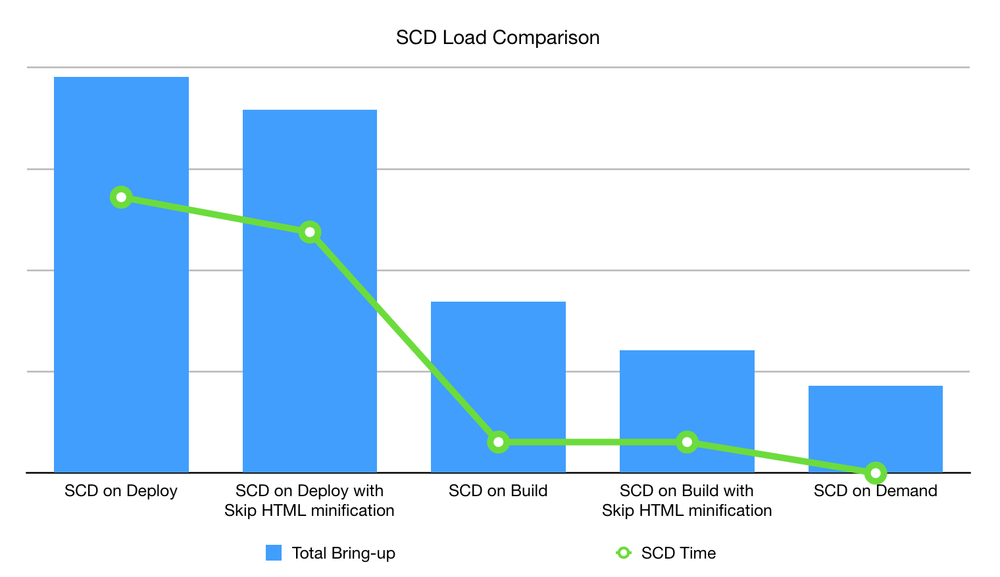 SCD Load Comparison
SCD on Deploy
SCD on Deploy with
Skip HTML minification
SCD on Build
SCD on Build with
Skip HTML minification
SCD on Demand
Total Bring-up
SCD Time